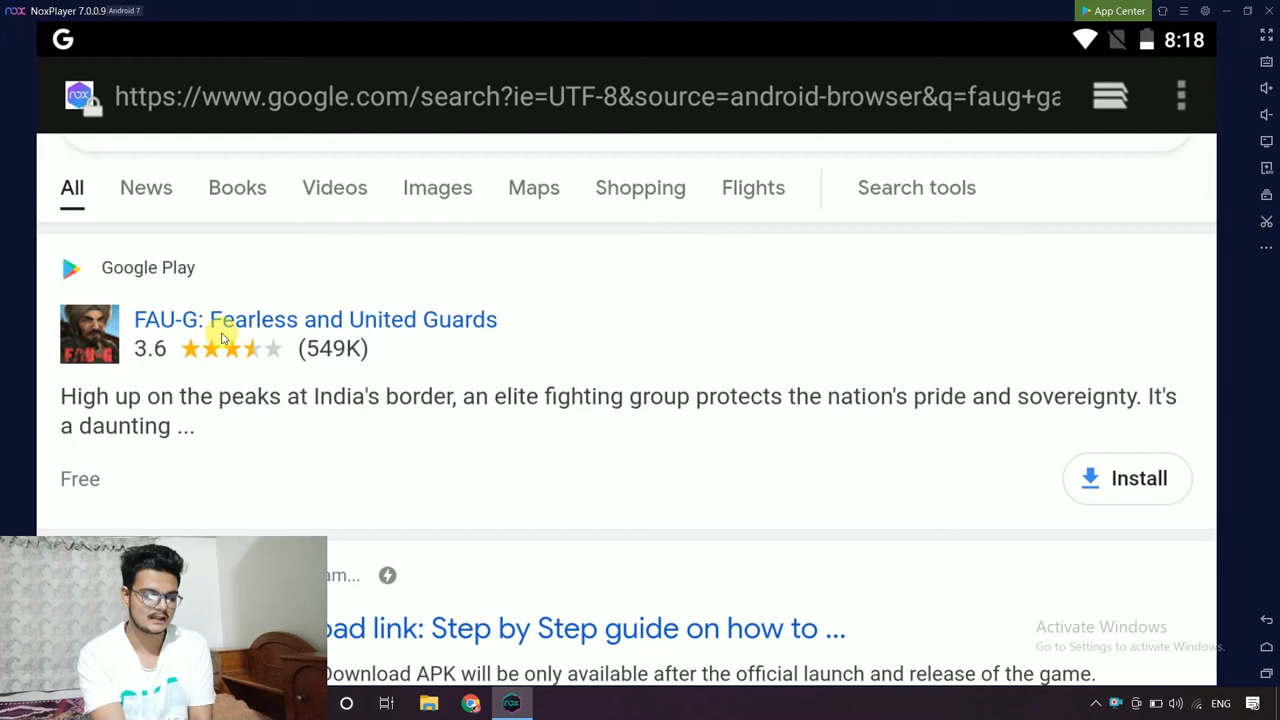 NoxPlayer 7.0.0.9 Android 7
App Center
G
8:18
nox
https://www.google.com/search?ie=UTF-8&source=android-browser&q=faug+ga
All News Books Videos Images Maps Shopping Flights Search tools
Google Play
FAU-G: Fearless and United Guards
3.6 (549K)
High up on the peaks at India's border, an elite fighting group protects the nation's pride and sovereignty. It's
a daunting ...
Free
Install
am...
oad link: Step by Step guide on how to ...
Download APK will be only available after the official launch and release of the game.
Activate Windows
Go to Settings to activate Windows.
ENG